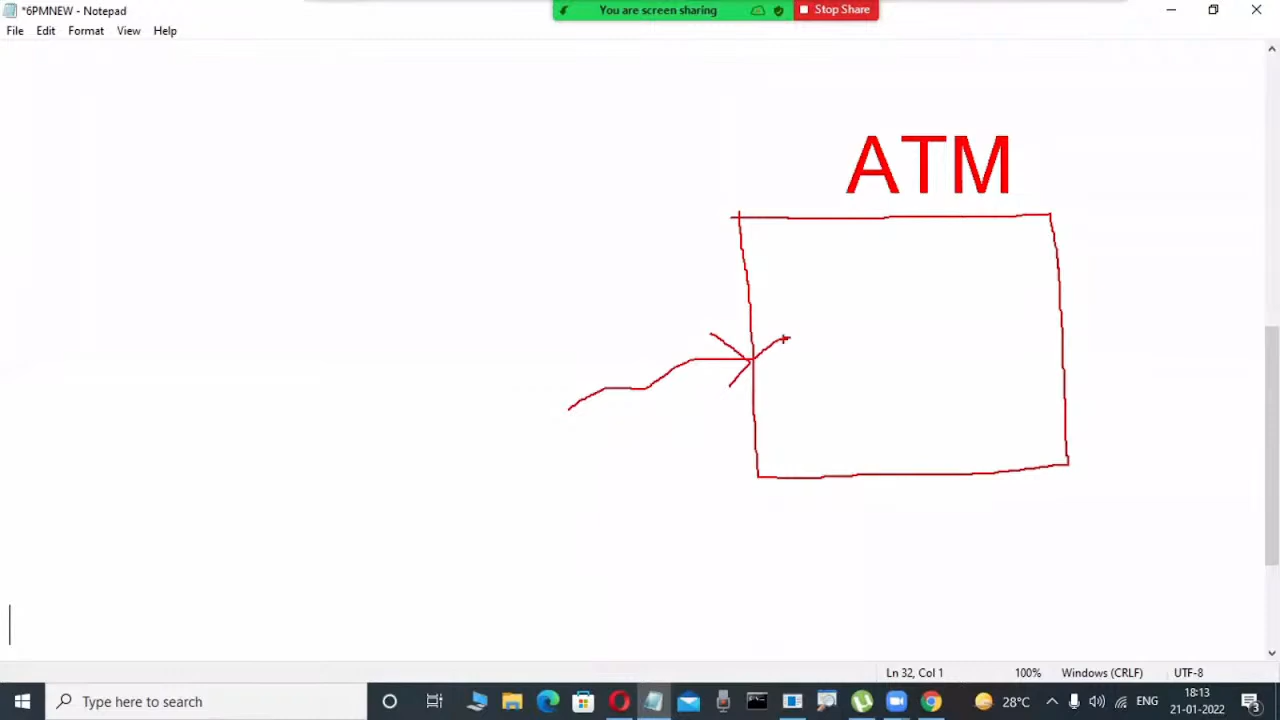 *6PMNEW - Notepad
You are screen sharing
Stop Share
File Edit Format View Help
ATM
Ln 32, Col 1
100%
Windows (CRLF)
UTF-8
Type here to search
28°C
ENG
18:13
21-01-2022
3